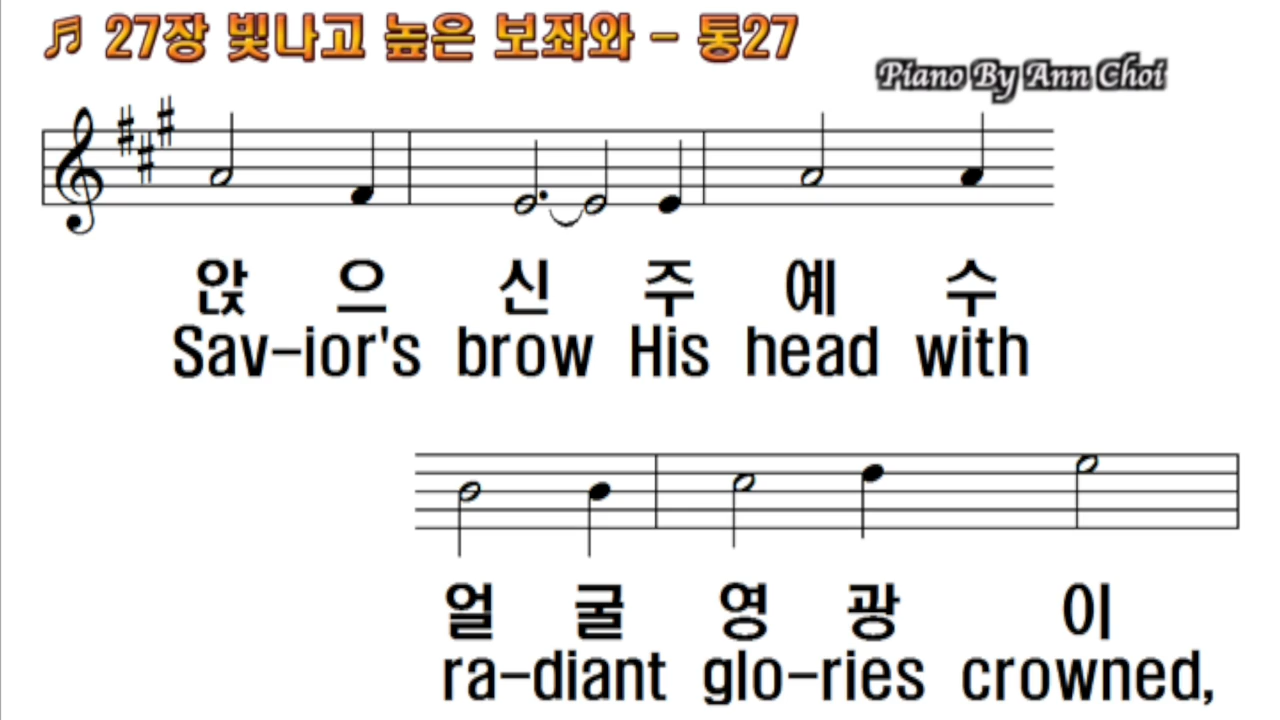 27장 빛나고 높은 보좌와 - 통27
Piano By Ann Choi
앉 으 신 주 예 수
Sav-ior's brow His head with
얼 굴 영 광 이
ra-diant glo-ries crowned,